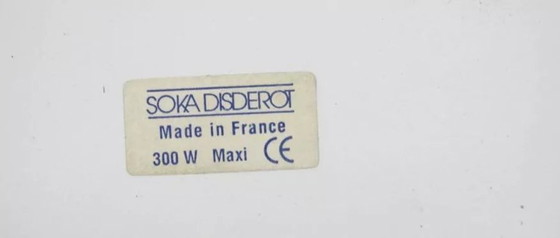 SOKA DISDEROT
Made in France
300 W Maxi CE